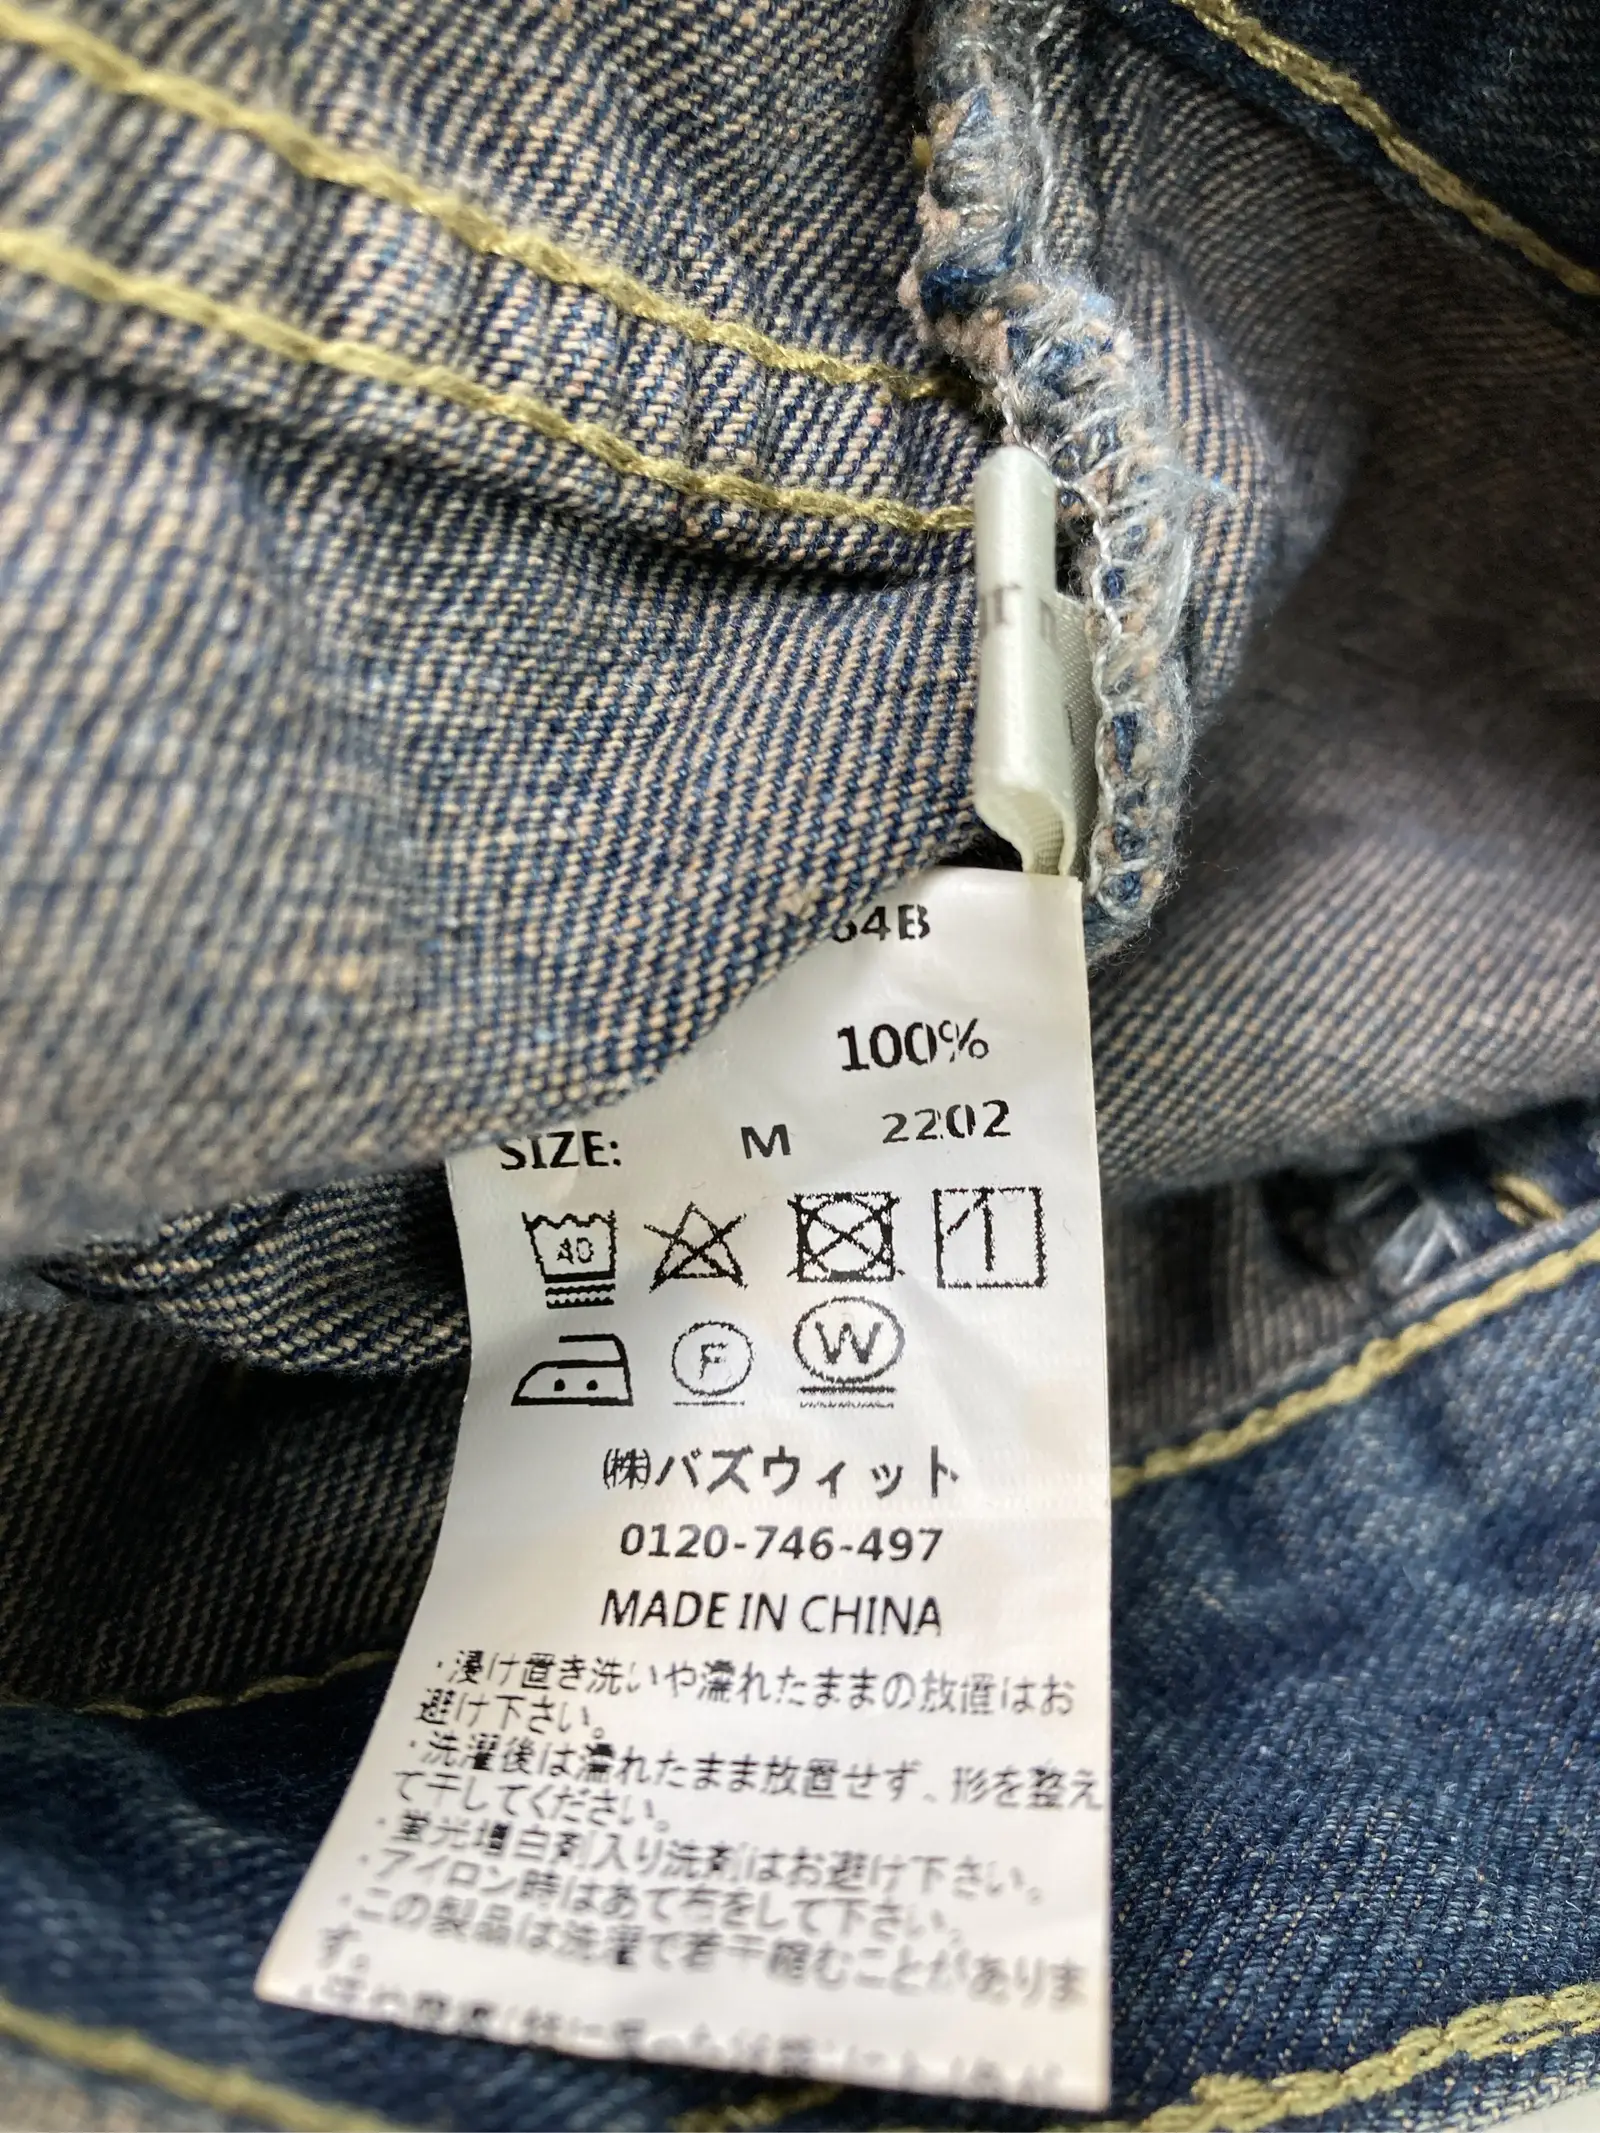 64B
100%
SIZE: M 2202
40
F W
㈱バズウィット
0120-746-497
MADE IN CHINA
・浸け置き洗いや濡れたままの放置はお
避け下さい。
・洗濯後は濡れたまま放置せず、形を整え
て干してください。
・蛍光増白剤入り洗剤はお避け下さい。
・アイロン時はあて布をして下さい。
・この製品は洗濯で若干縮むことがありま
す。